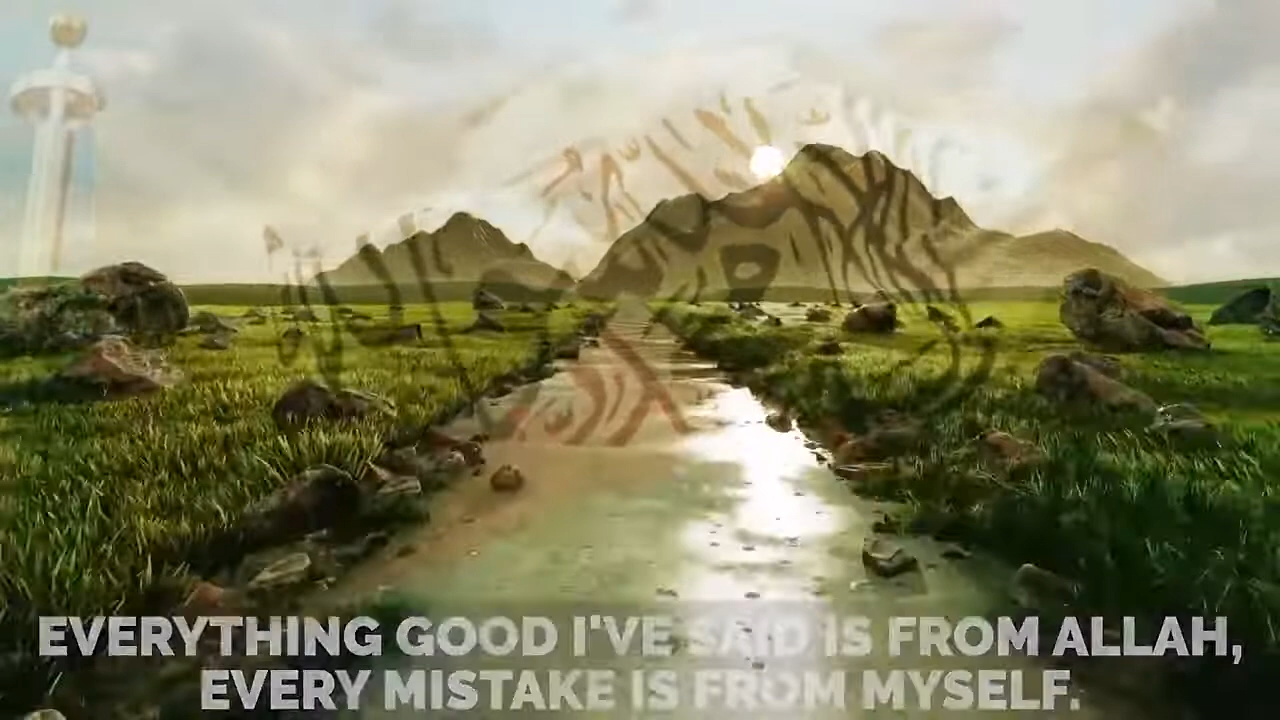 EVERYTHING GOOD I'VE SAID IS FROM ALLAH,
EVERY MISTAKE IS FROM MYSELF.